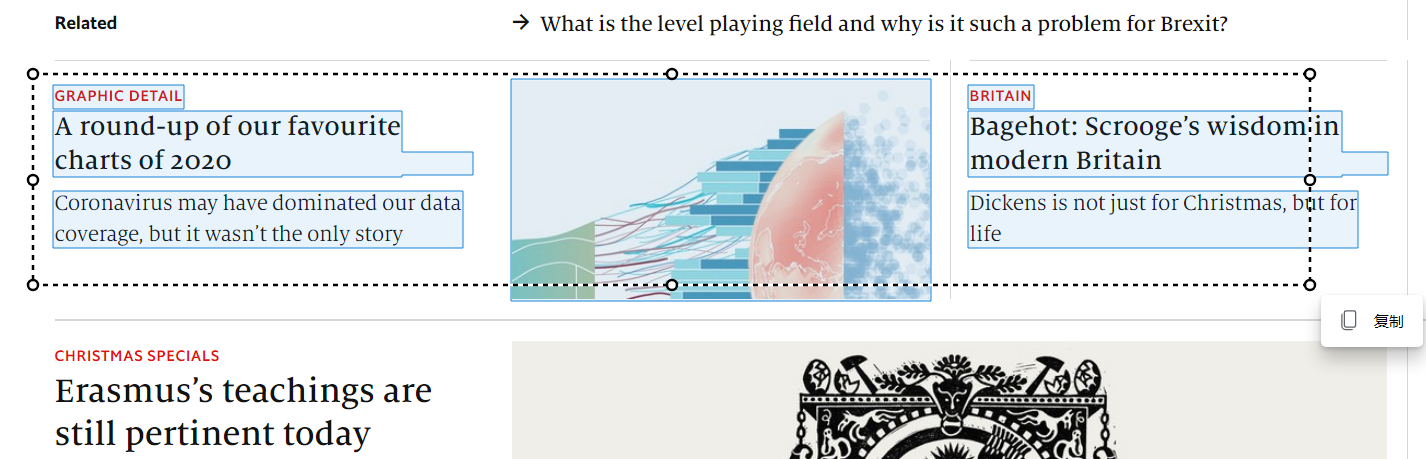 Related
→ What is the level playing field and why is it such a problem for Brexit?
GRAPHIC DETAIL
A round-up of our favourite
charts of 2020
Coronavirus may have dominated our data
coverage, but it wasn’t the only story
BRITAIN
Bagehot: Scrooge’s wisdom in
modern Britain
Dickens is not just for Christmas, but for
life
复制
CHRISTMAS SPECIALS
Erasmus’s teachings are
still pertinent today